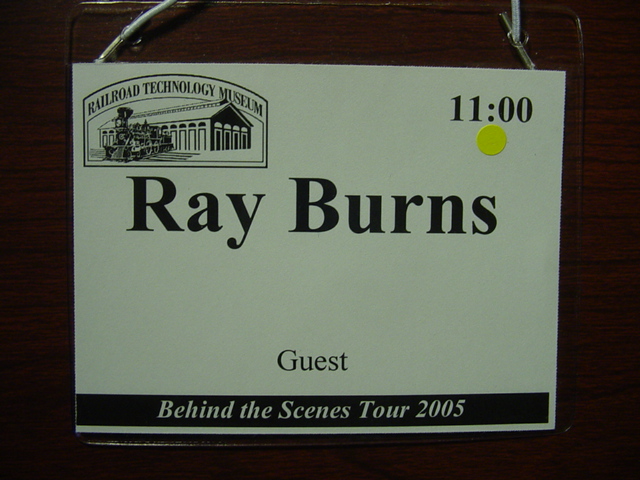 RAILROAD TECHNOLOGY MUSEUM
11:00
Ray Burns
Guest
Behind the Scenes Tour 2005